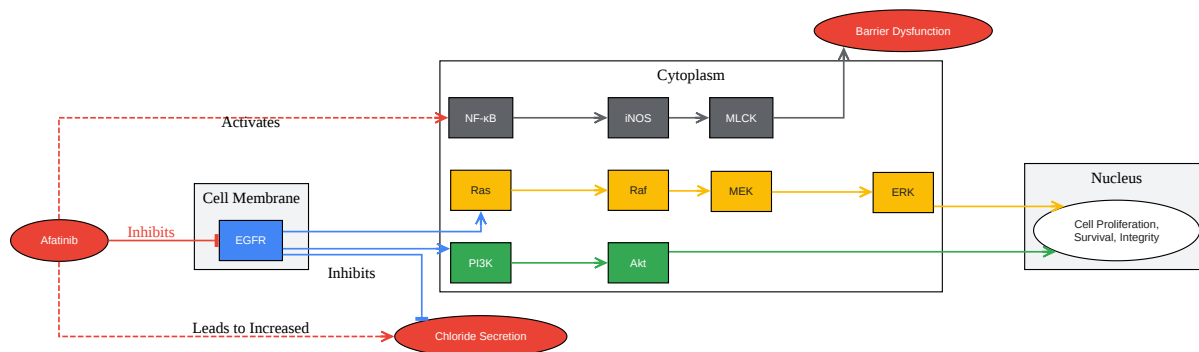 Barrier Dysfunction
Cytoplasm
NF-κB
iNOS
MLCK
Activates
Cell Membrane
Ras
Raf
MEK
ERK
Nucleus
Cell Proliferation,
Survival, Integrity
Afatinib
Inhibits
EGFR
Inhibits
PI3K
Akt
Leads to Increased
Chloride Secretion